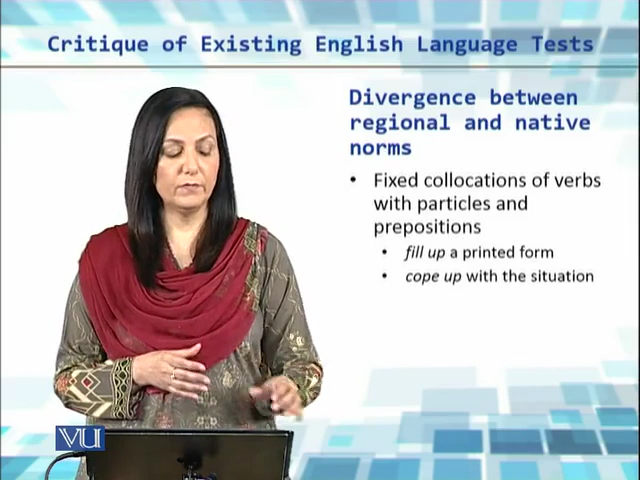 Critique of Existing English Language Tests
Divergence between
regional and native
norms
• Fixed collocations of verbs
with particles and
prepositions
• fill up a printed form
• cope up with the situation
VU